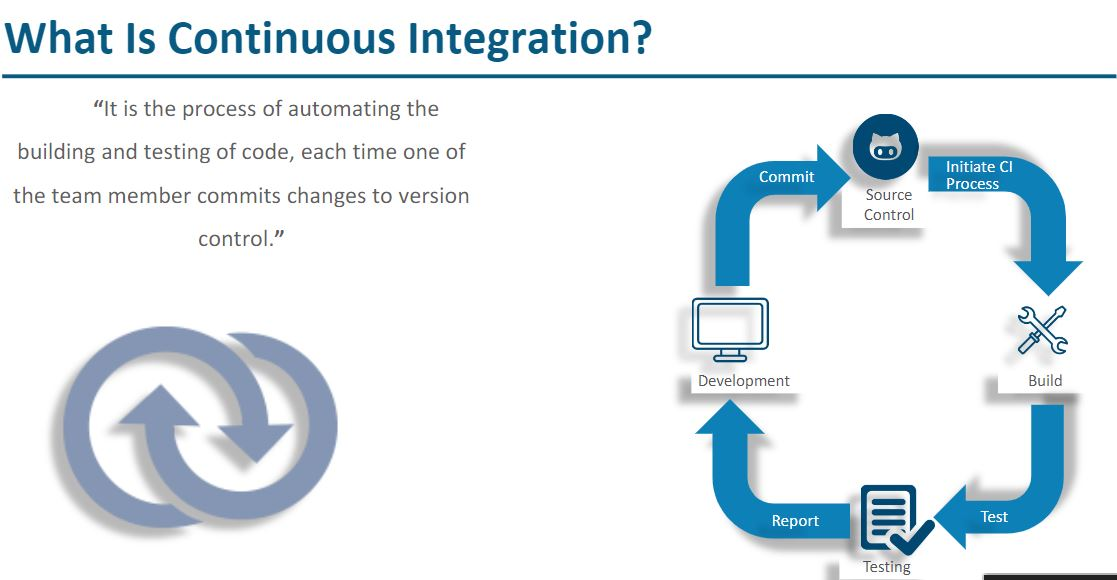 What Is Continuous Integration?
“It is the process of automating the
building and testing of code, each time one of
the team member commits changes to version
control.”
Commit
Source
Control
Initiate CI
Process
Development
Build
Report
Test
Testing